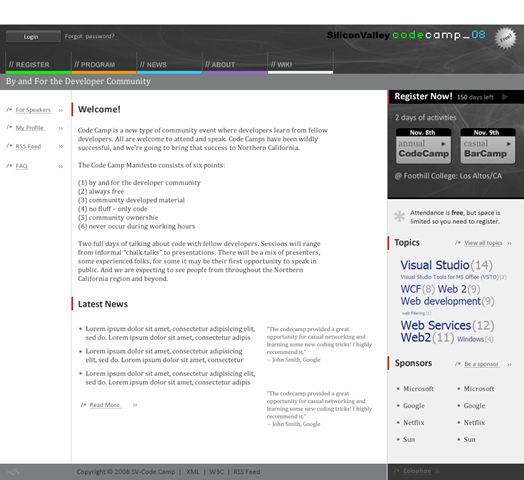 Login
Forgot password?
SiliconValley codecamp_08
// REGISTER
// PROGRAM
// NEWS
// ABOUT
// WIKI
By and For the Developer Community
/* For Speakers >>
/* My Profile >>
/* RSS Feed >>
/* FAQ >>
Welcome!
Code Camp is a new type of community event where developers learn from fellow
developers. All are welcome to attend and speak. Code Camps have been wildly
successful, and we're going to bring that success to Northern California.
The Code Camp Manifesto consists of six points:
(1) by and for the developer community
(2) always free
(3) community developed material
(4) no fluff – only code
(5) community ownership
(6) never occur during working hours
Two full days of talking about code with fellow developers. Sessions will range
from informal "chalk talks" to presentations. There will be a mix of presenters,
some experienced folks, for some it may be their first opportunity to speak in
public. And we are expecting to see people from throughout the Northern
California region and beyond.
Latest News
• Lorem ipsum dolor sit amet, consectetur adipisicing elit,
sed do. Lorem ipsum dolor sit amet, consectetur adipis
• Lorem ipsum dolor sit amet, consectetur adipisicing
elit, sed do. Lorem ipsum dolor sit amet, consectetur
• Lorem ipsum dolor sit amet, consectetur adipisicing elit,
sed do. Lorem ipsum dolor sit amet, consectetur adipis
/* Read More >>
"The codecamp provided a great
opportunity for casual networking and
learning some new coding tricks! I highly
recommend it."
-- John Smith, Google
"The codecamp provided a great
opportunity for casual networking and
learning some new coding tricks! I highly
recommend it."
-- John Smith, Google
Register Now! 150 days left
2 days of activities
Nov. 8th
annual
CodeCamp
Nov. 9th
casual
BarCamp
@ Foothill College: Los Altos/CA
Attendance is free, but space is
limited so you need to register.
Topics
/* View all topics >>
Visual Studio(14)
Visual Studio Tools for MS Office (VSTO)(3)
WCF(8) Web 2(9)
Web development(9)
web filtering(1)
Web Services(12)
Web2(11) Windows(4)
Sponsors
/* Be a sponsor >>
• Microsoft
• Microsoft
• Google
• Google
• Netflix
• Netflix
• Sun
• Sun
Copyright © 2008 SV-Code Camp | XML | W3C | RSS Feed
/* Colophon >>